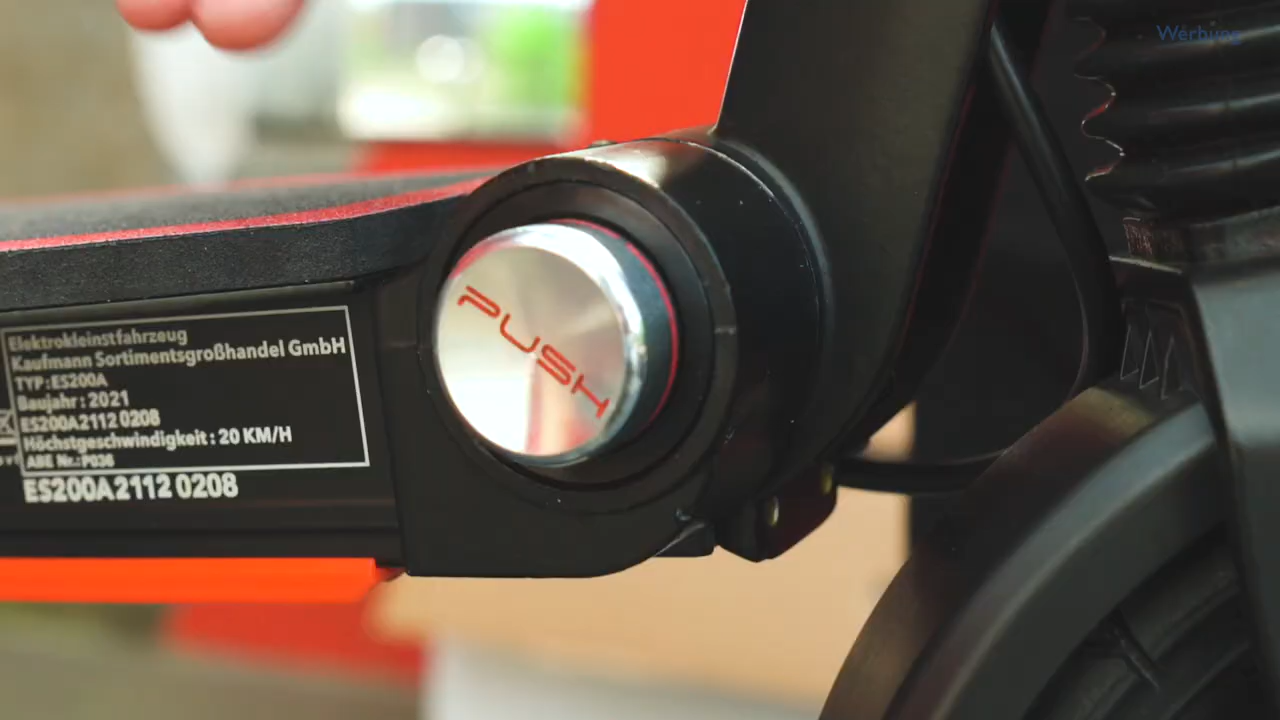 Werbung
PUSH
Elektrokleinstfahrzeug
Kaufmann Sortimentsgroßhandel GmbH
TYP:ES200A
Baujahr: 2021
ES200A2112 0208
Höchstgeschwindigkeit: 20 KM/H
ABE Nr.:P036
ES200A2112 0208